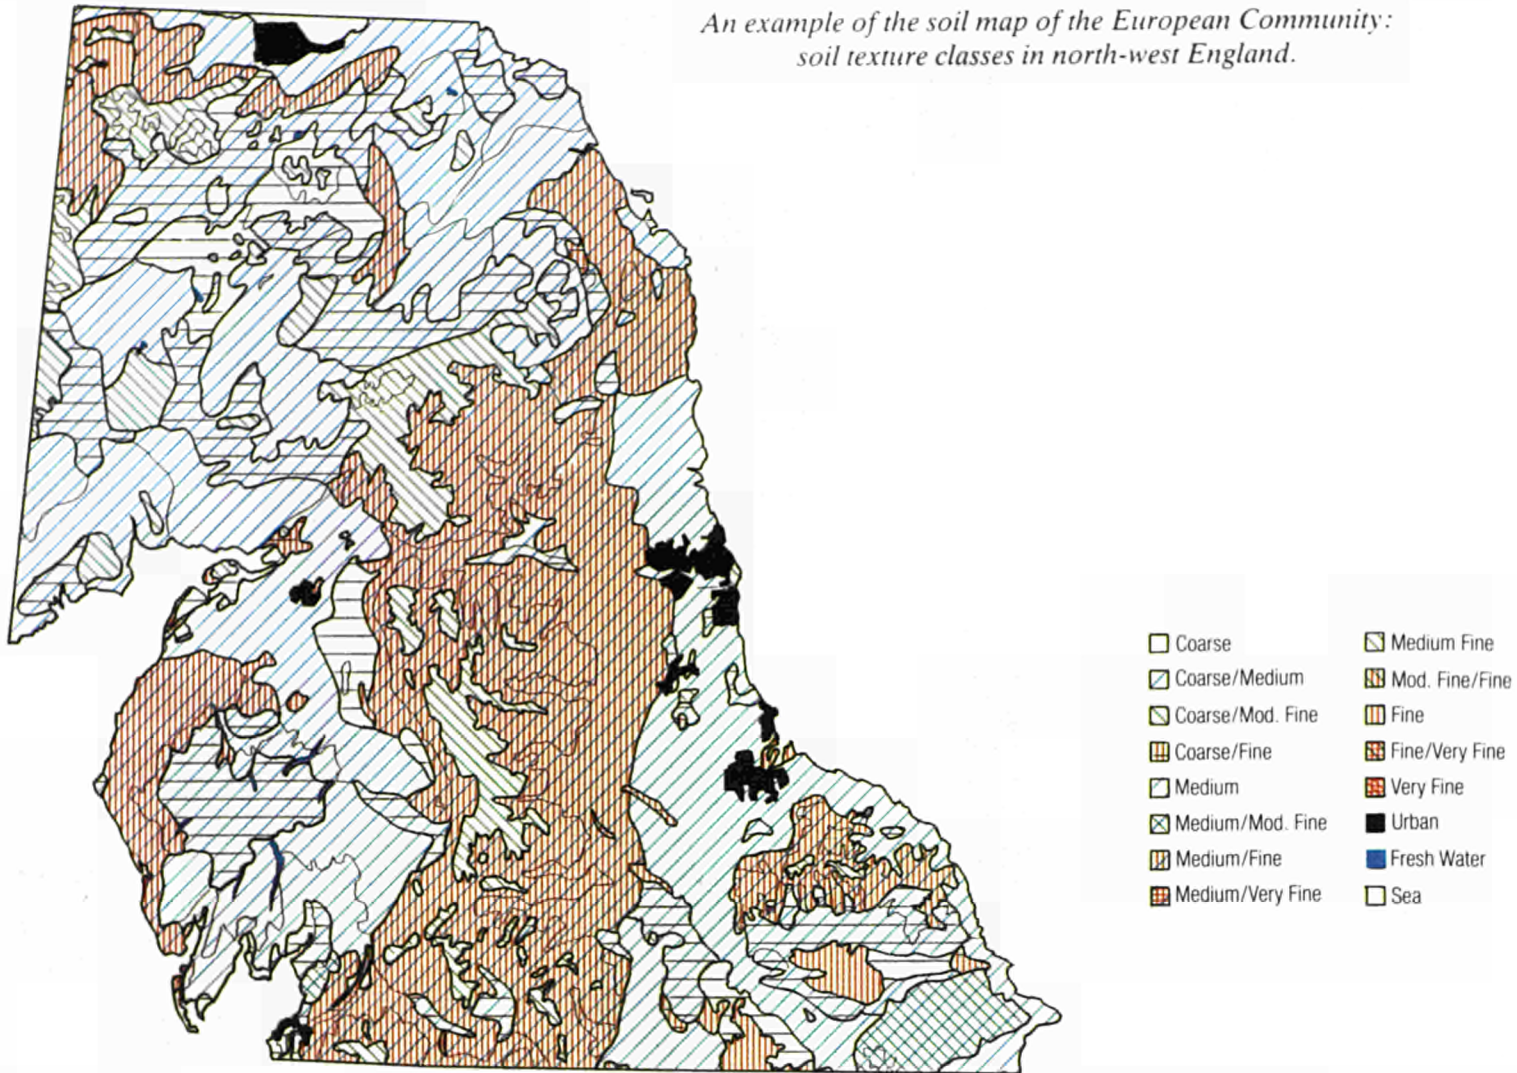 An example of the soil map of the European Community:
soil texture classes in north-west England.
Coarse
Coarse/Medium
Coarse/Mod. Fine
Coarse/Fine
Medium
Medium/Mod. Fine
Medium/Fine
Medium/Very Fine
Medium Fine
Mod. Fine/Fine
Fine
Fine/Very Fine
Very Fine
Urban
Fresh Water
Sea